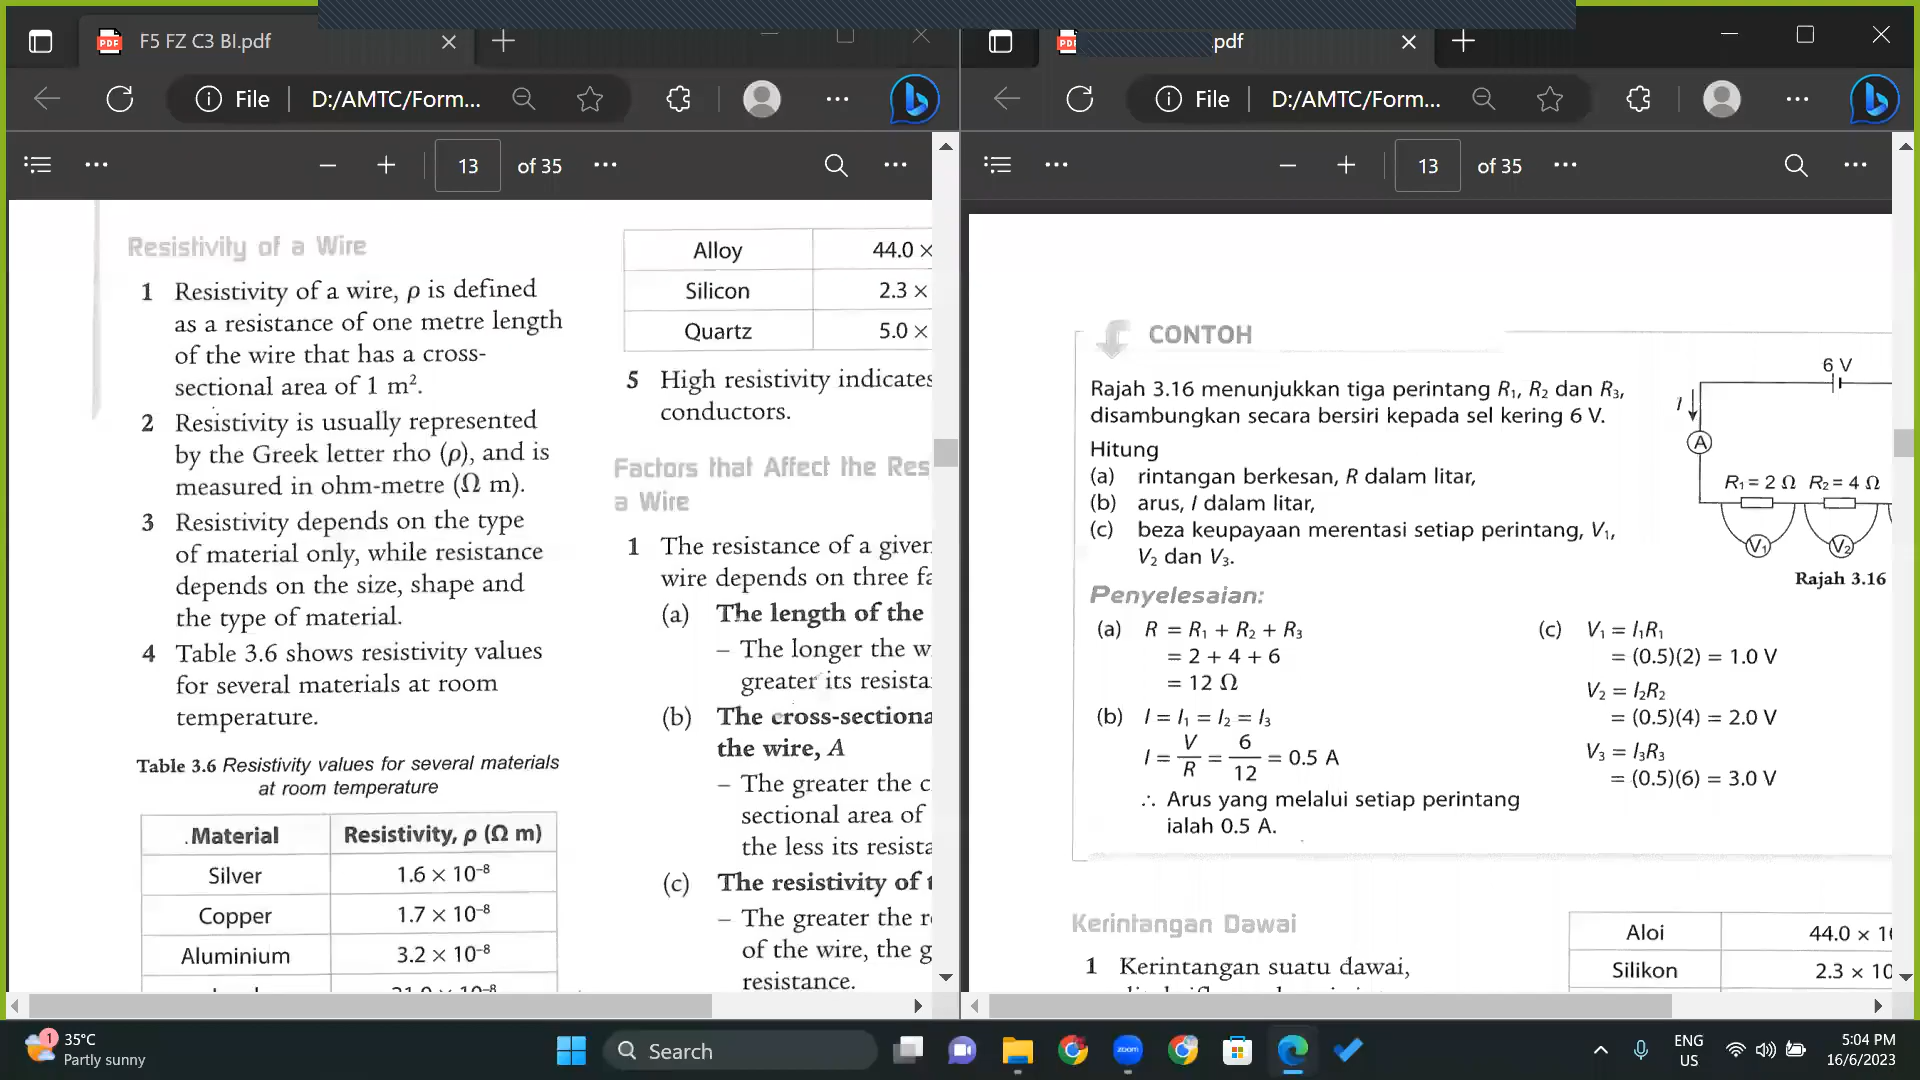 F5 FZ C3 BI.pdf
.pdf
File
D:/AMTC/Form...
File
D:/AMTC/Form...
13 of 35
13 of 35
Resistivity of a Wire
1 Resistivity of a wire, ρ is defined
as a resistance of one metre length
of the wire that has a cross-
sectional area of 1 m².
2 Resistivity is usually represented
by the Greek letter rho (ρ), and is
measured in ohm-metre (Ω m).
3 Resistivity depends on the type
of material only, while resistance
depends on the size, shape and
the type of material.
4 Table 3.6 shows resistivity values
for several materials at room
temperature.
Table 3.6 Resistivity values for several materials
at room temperature
Material Resistivity, ρ (Ω m)
Silver 1.6 × 10⁻⁸
Copper 1.7 × 10⁻⁸
Aluminium 3.2 × 10⁻⁸
Alloy 44.0 ×
Silicon 2.3 ×
Quartz 5.0 ×
5 High resistivity indicates
conductors.
Factors that Affect the Res
a Wire
1 The resistance of a given
wire depends on three fa
(a) The length of the
– The longer the w
greater its resista
(b) The cross-sectiona
the wire, A
– The greater the c
sectional area of
the less its resista
(c) The resistivity of t
– The greater the r
of the wire, the g
resistance.
CONTOH
Rajah 3.16 menunjukkan tiga perintang R₁, R₂ dan R₃,
disambungkan secara bersiri kepada sel kering 6 V.
Hitung
(a) rintangan berkesan, R dalam litar,
(b) arus, I dalam litar,
(c) beza keupayaan merentasi setiap perintang, V₁,
V₂ dan V₃.
6 V
I
A
R₁ = 2 Ω R₂ = 4 Ω
V₁ V₂
Rajah 3.16
Penyelesaian:
(a) R = R₁ + R₂ + R₃
= 2 + 4 + 6
= 12 Ω
(b) I = I₁ = I₂ = I₃
I = V/R = 6/12 = 0.5 A
∴ Arus yang melalui setiap perintang
ialah 0.5 A.
(c) V₁ = I₁R₁
= (0.5)(2) = 1.0 V
V₂ = I₂R₂
= (0.5)(4) = 2.0 V
V₃ = I₃R₃
= (0.5)(6) = 3.0 V
Kerintangan Dawai
1 Kerintangan suatu dawai,
Aloi 44.0 × 1
Silikon 2.3 × 10
1
35°C
Partly sunny
Search
zoom
ENG
US
5:04 PM
16/6/2023